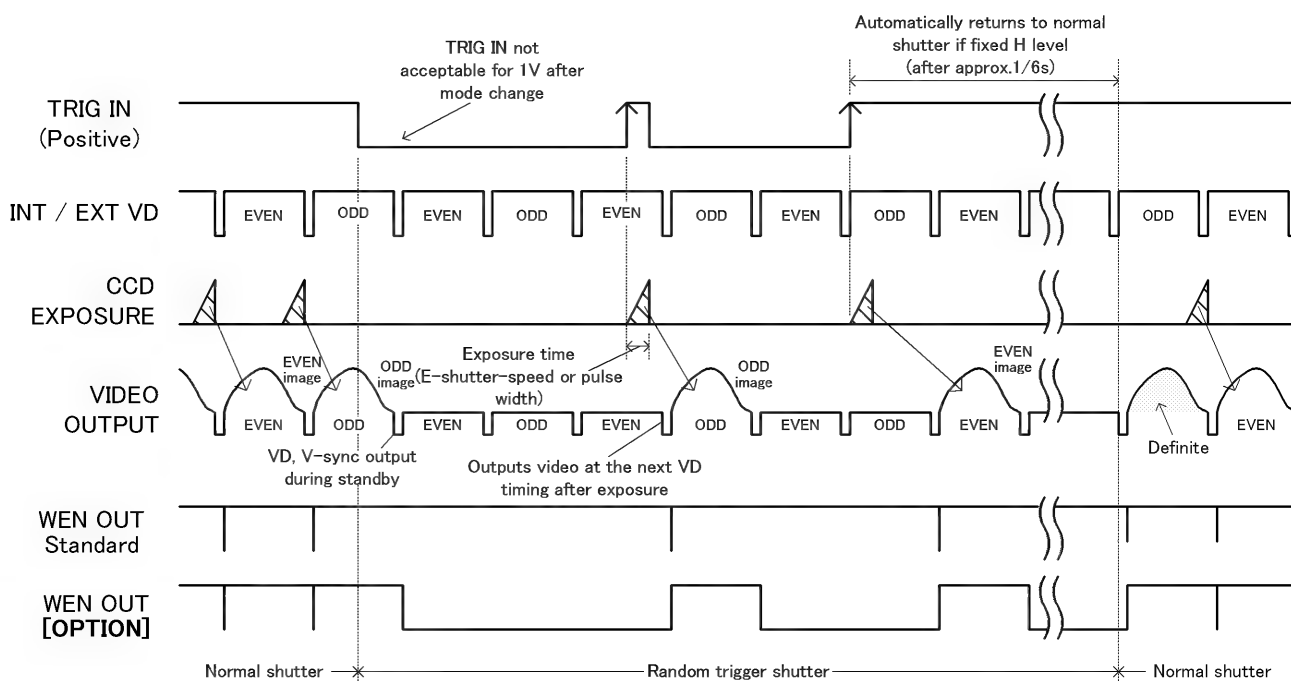 Automatically returns to normal
shutter if fixed H level
(after approx.1/6s)
TRIG IN not
acceptable for 1V after
mode change
TRIG IN
(Positive)
INT / EXT VD
EVEN ODD EVEN ODD EVEN ODD EVEN ODD EVEN ODD EVEN
CCD
EXPOSURE
Exposure time
(E-shutter-speed or pulse
width)
EVEN
image
ODD
image
ODD
image
EVEN
image
VIDEO
OUTPUT
EVEN ODD EVEN ODD EVEN ODD EVEN ODD EVEN EVEN
Definite
VD, V-sync output
during standby
Outputs video at the next VD
timing after exposure
WEN OUT
Standard
WEN OUT
[OPTION]
Normal shutter Random trigger shutter Normal shutter